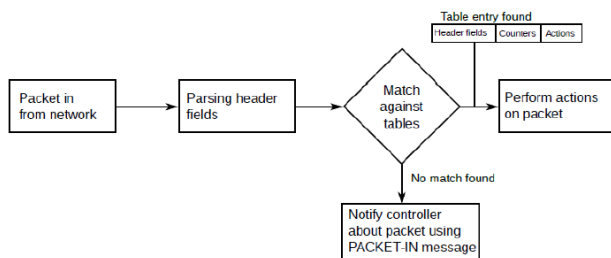 Table entry found
Header fields
Counters
Actions
Packet in
from network
Parsing header
fields
Match
against
tables
Perform actions
on packet
No match found
Notify controller
about packet using
PACKET-IN message